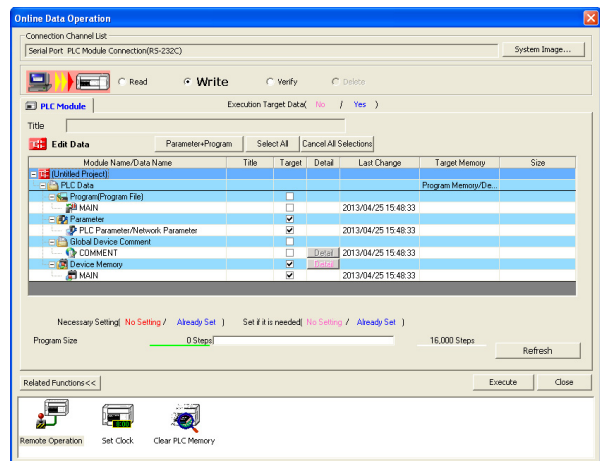 Online Data Operation
Connection Channel List
Serial Port PLC Module Connection(RS-232C)
System Image...
Read
Write
Verify
Delete
PLC Module
Execution Target Data( No / Yes )
Title
Edit Data
Parameter+Program
Select All
Cancel All Selections
Module Name/Data Name Title Target Detail Last Change Target Memory Size
(Untitled Project)
PLC Data Program Memory/De...
Program(Program File)
MAIN 2013/04/25 15:48:33
Parameter
PLC Parameter/Network Parameter 2013/04/25 15:48:33
Global Device Comment
COMMENT Detail 2013/04/25 15:48:33
Device Memory Detail
MAIN 2013/04/25 15:48:33
Necessary Setting( No Setting / Already Set ) Set if it is needed( No Setting / Already Set )
Program Size 0 Steps 16,000 Steps
Refresh
Related Functions<<
Execute
Close
Remote Operation
Set Clock
Clear PLC Memory